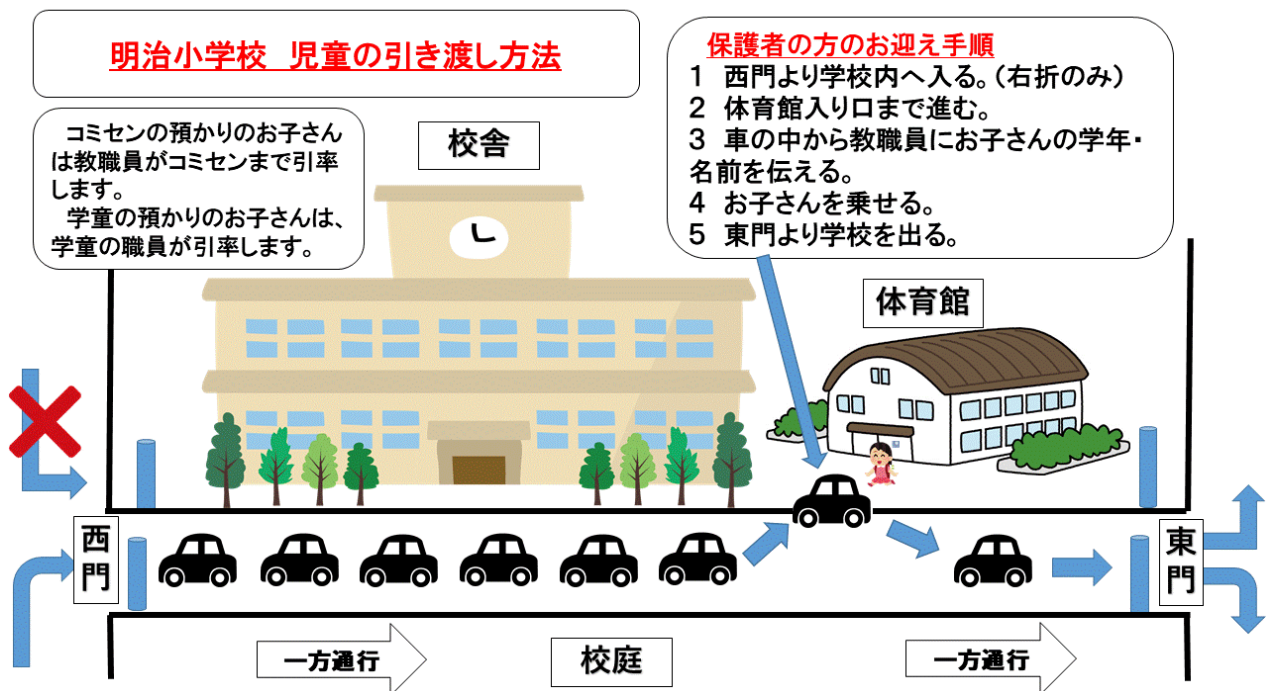 明治小学校　児童の引き渡し方法
コミセンの預かりのお子さん
は教職員がコミセンまで引率
します。
学童の預かりのお子さんは、
学童の職員が引率します。
校舎
保護者の方のお迎え手順
１　西門より学校内へ入る。（右折のみ）
２　体育館入り口まで進む。
３　車の中から教職員にお子さんの学年・
名前を伝える。
４　お子さんを乗せる。
５　東門より学校を出る。
体育館
西門
東門
一方通行
校庭
一方通行